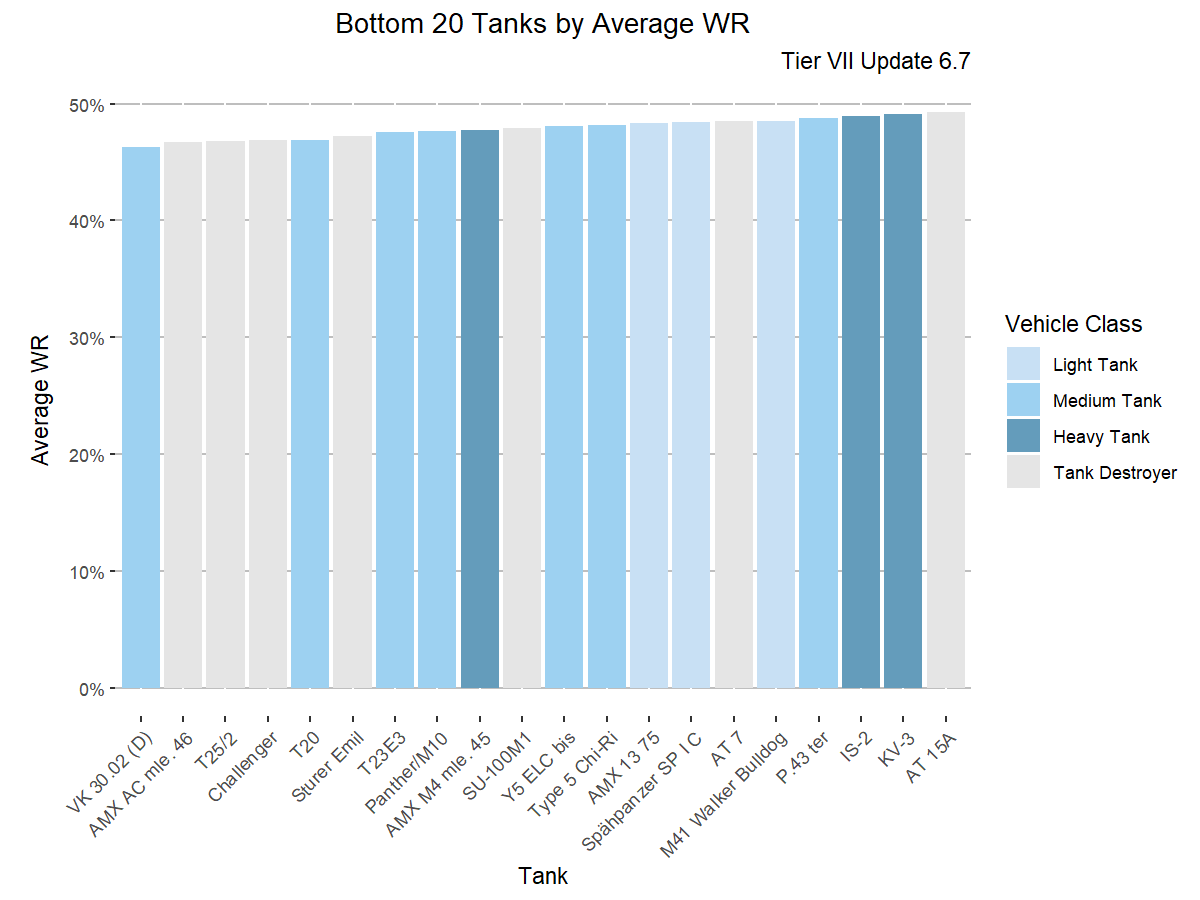 Bottom 20 Tanks by Average WR
Tier VII Update 6.7
Average WR
50%
40%
30%
20%
10%
0%
VK 30.02 (D)
AMX AC mle. 46
T25/2
Challenger
T20
Sturer Emil
T23E3
Panther/M10
AMX M4 mle. 45
SU-100M1
Y5 ELC bis
Type 5 Chi-Ri
AMX 13 75
Spähpanzer SP I C
AT 7
M41 Walker Bulldog
P.43 ter
IS-2
KV-3
AT 15A
Tank
Vehicle Class
Light Tank
Medium Tank
Heavy Tank
Tank Destroyer